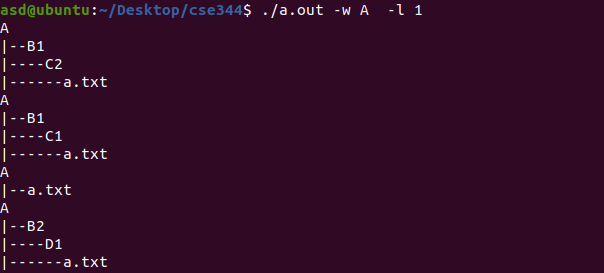 asd@ubuntu:~/Desktop/cse344$ ./a.out -w A  -l 1
A
|--B1
|----C2
|------a.txt
A
|--B1
|----C1
|------a.txt
A
|--a.txt
A
|--B2
|----D1
|------a.txt